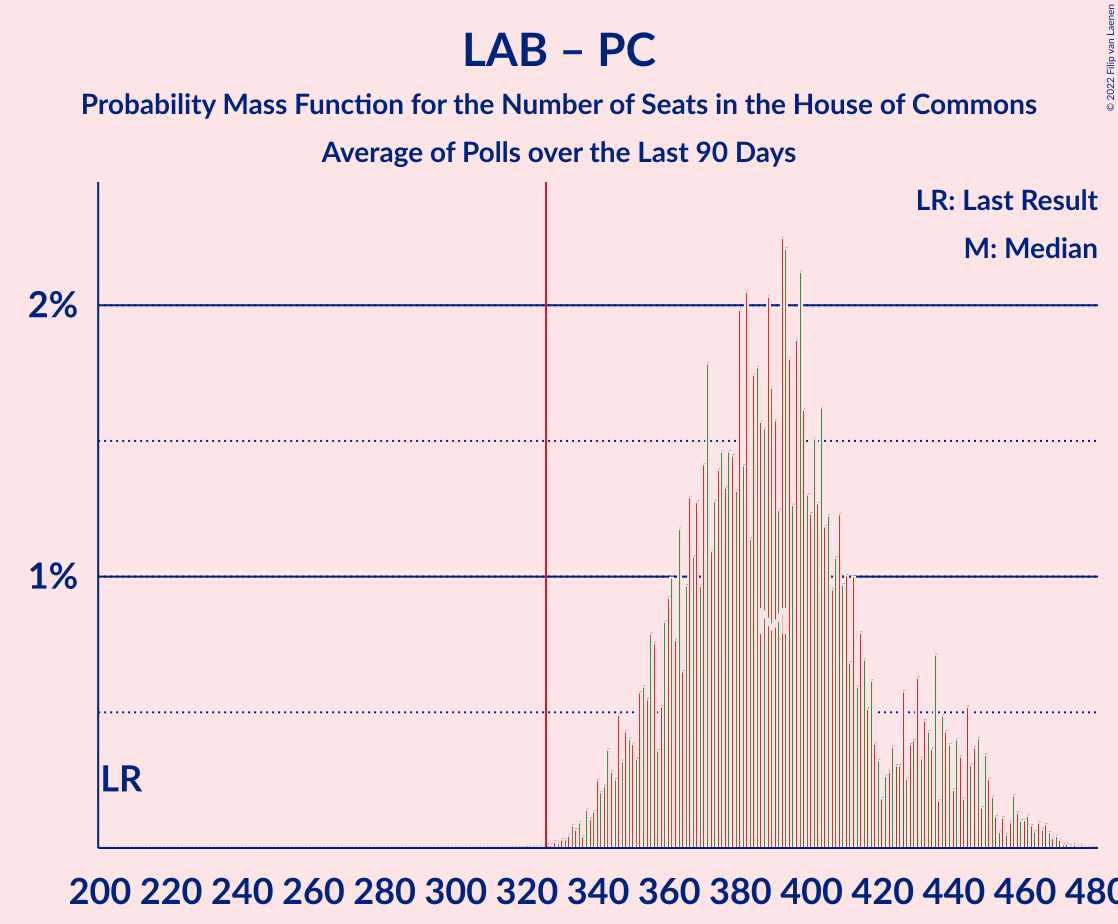 LAB – PC
Probability Mass Function for the Number of Seats in the House of Commons
Average of Polls over the Last 90 Days
© 2022 Filip van Laenen
LR: Last Result
M: Median
2%
1%
LR
M
200 220 240 260 280 300 320 340 360 380 400 420 440 460 480